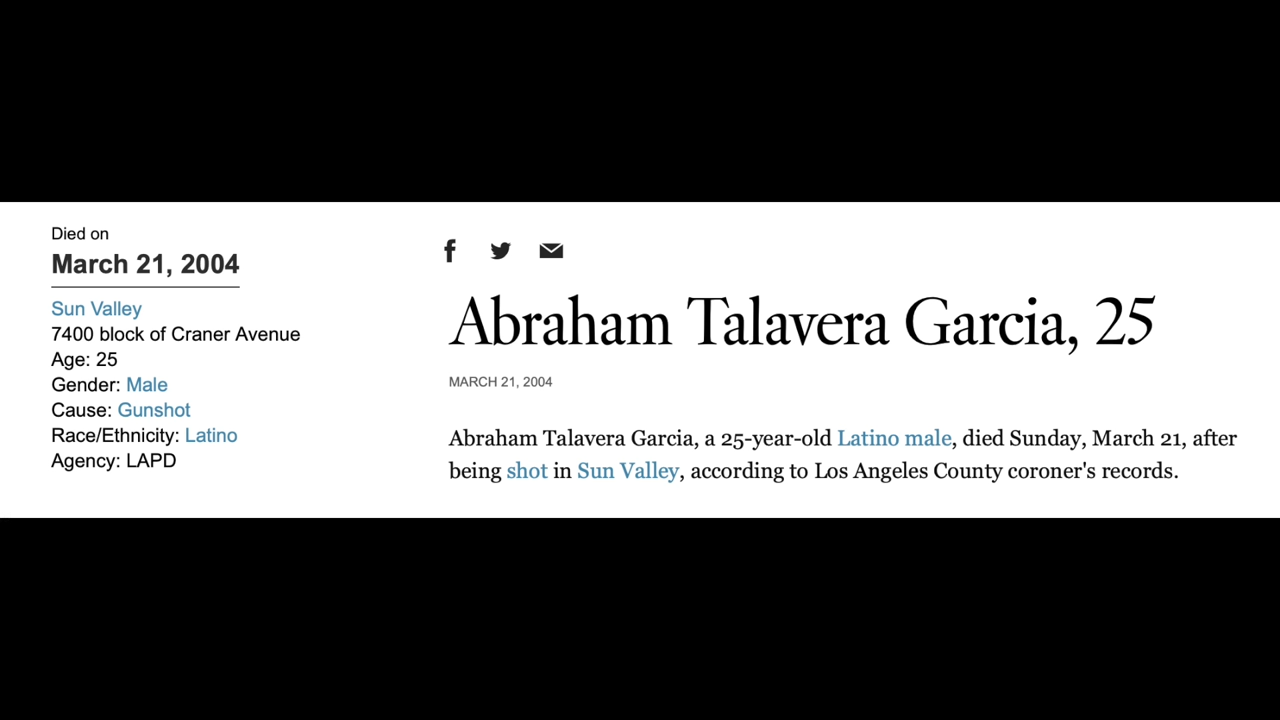 Died on
March 21, 2004
Sun Valley
7400 block of Craner Avenue
Age: 25
Gender: Male
Cause: Gunshot
Race/Ethnicity: Latino
Agency: LAPD
Abraham Talavera Garcia, 25
MARCH 21, 2004
Abraham Talavera Garcia, a 25-year-old Latino male, died Sunday, March 21, after
being shot in Sun Valley, according to Los Angeles County coroner's records.